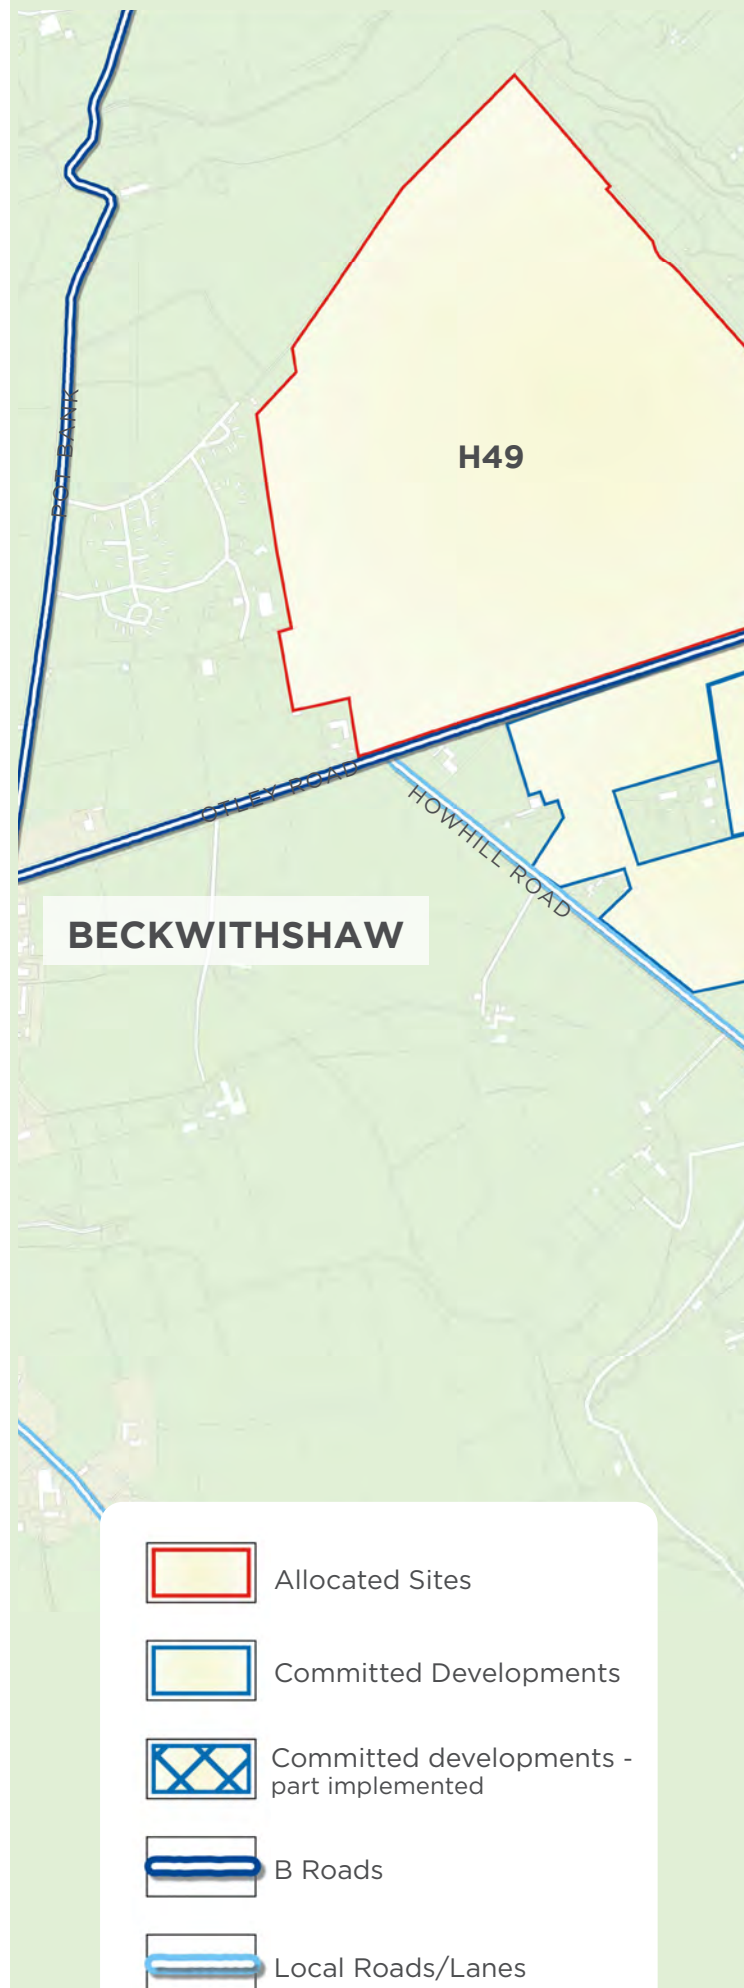 H49
POT BANK
OTLEY ROAD
HOWHILL ROAD
BECKWITHSHAW
Allocated Sites
Committed Developments
Committed developments -
part implemented
B Roads
Local Roads/Lanes